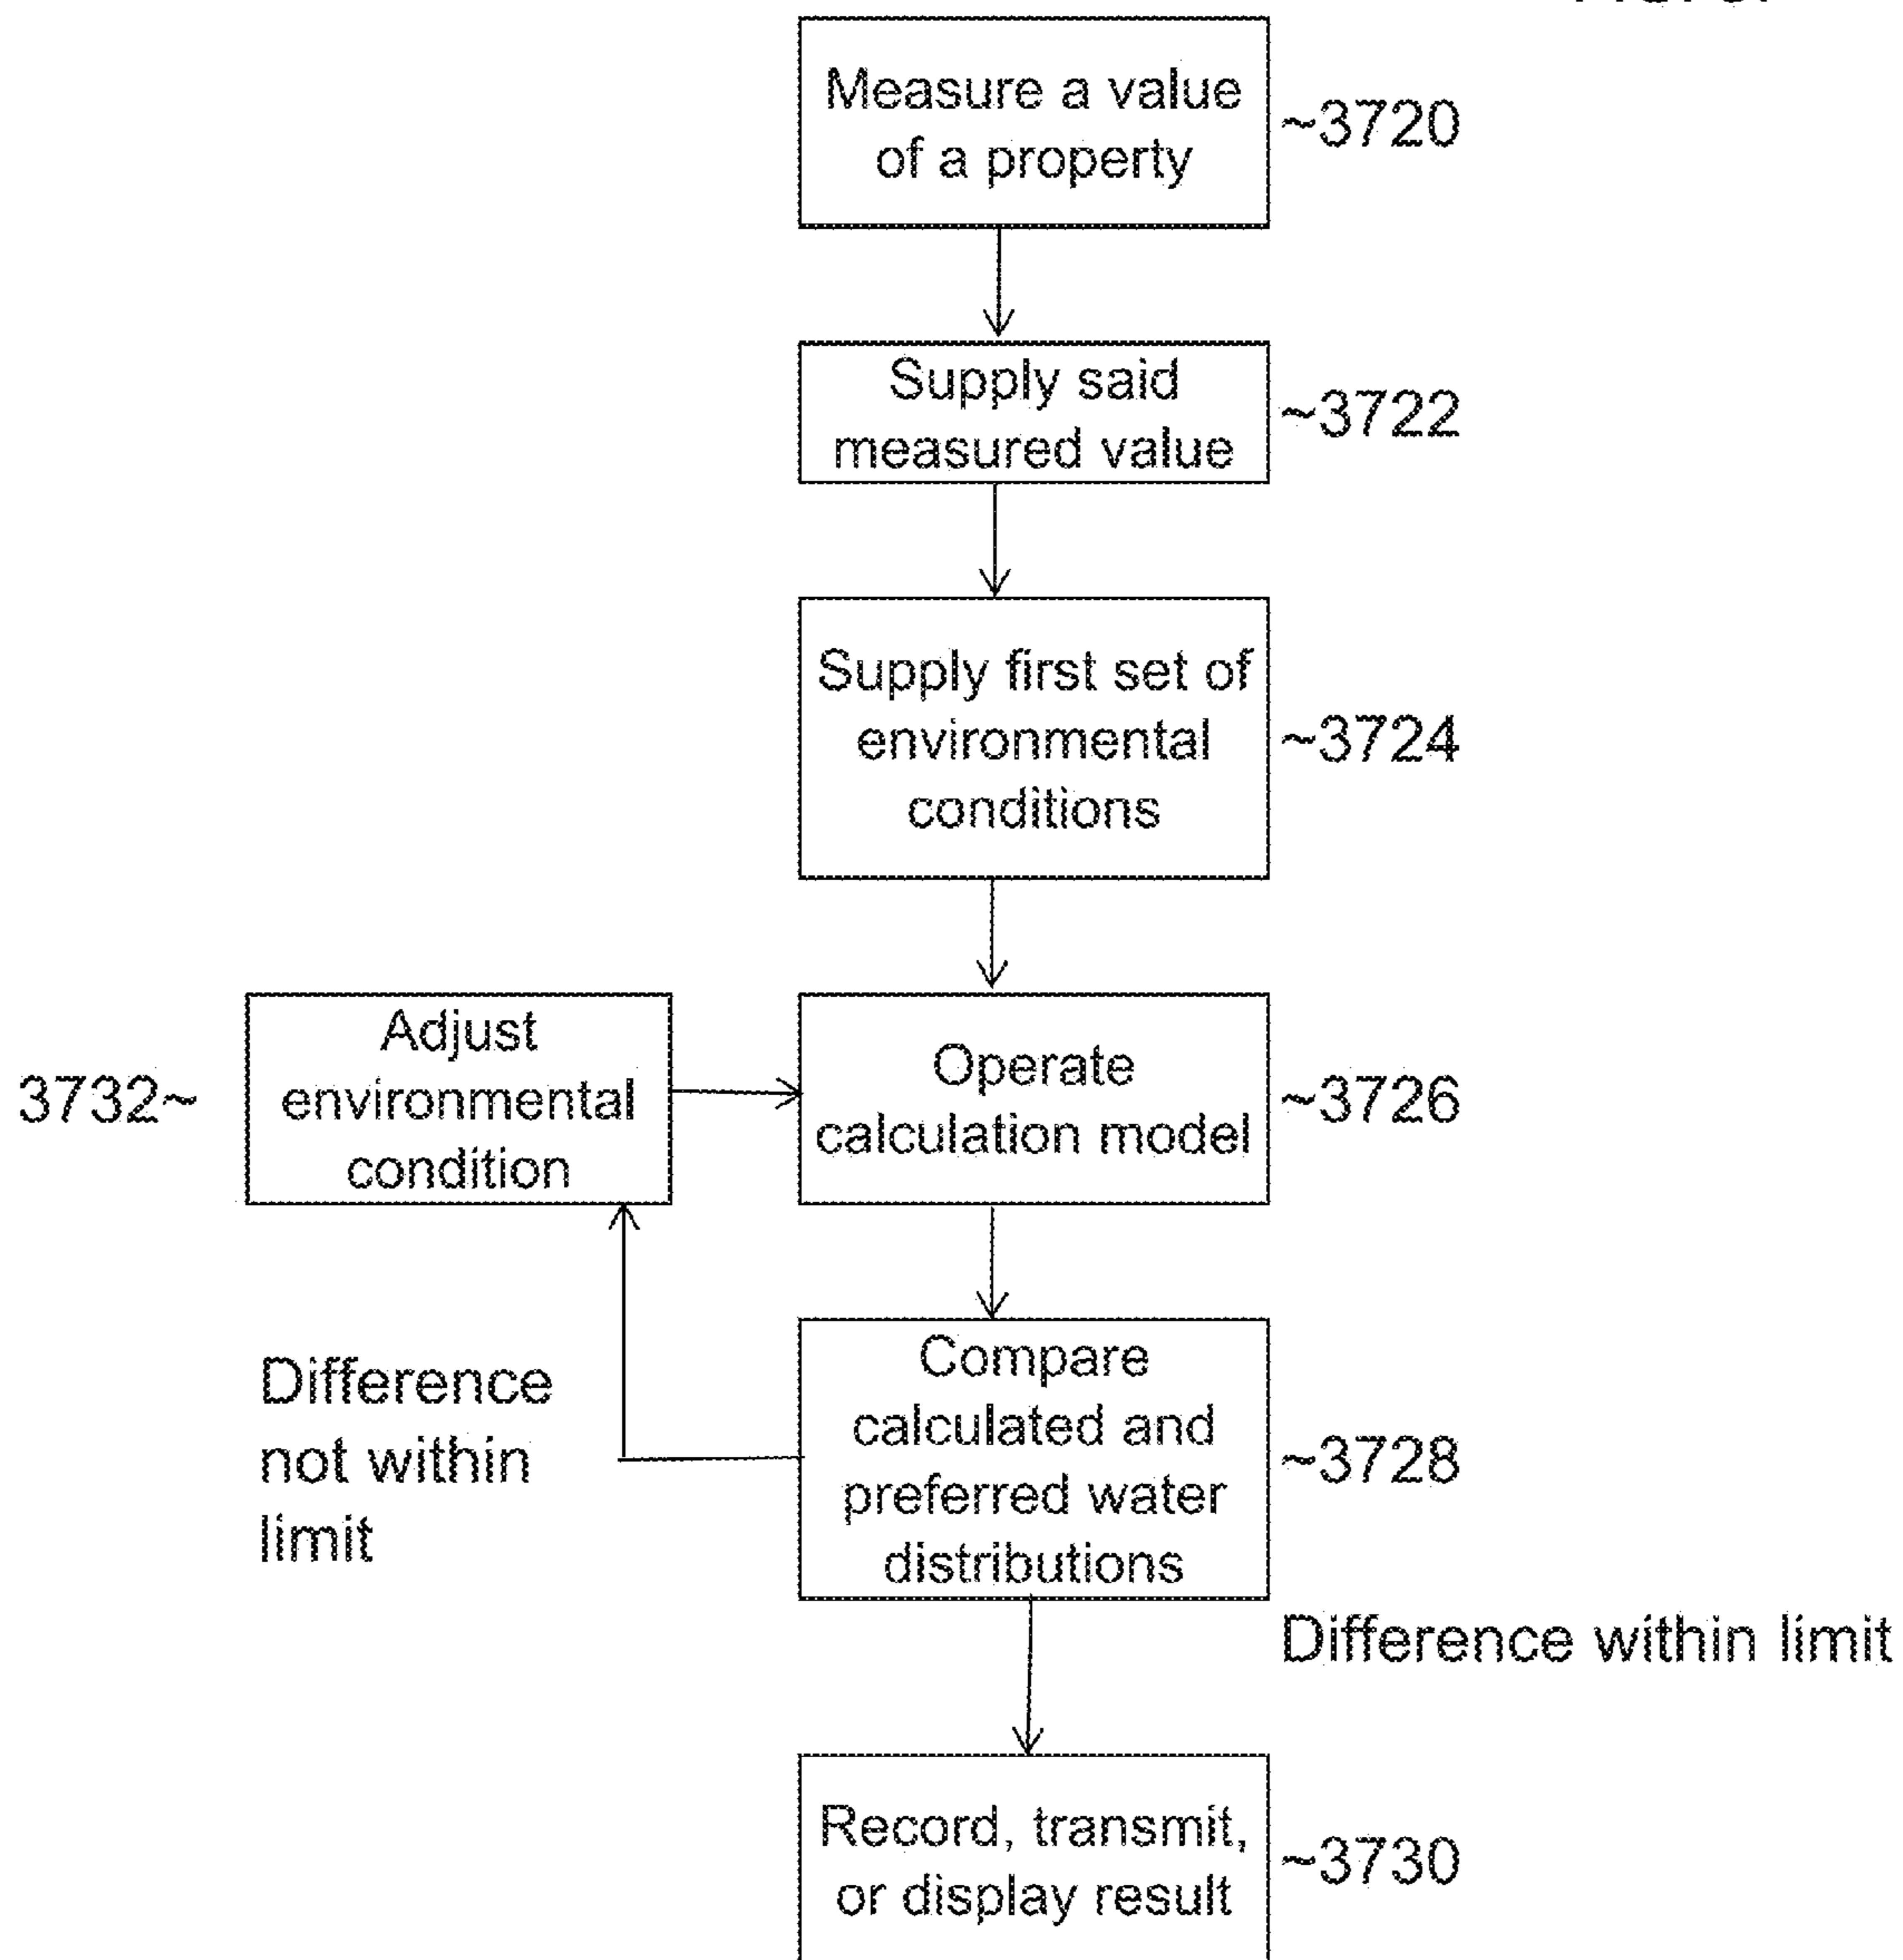 Measure a value
of a property
~3720
Supply said
measured value
~3722
Supply first set of
environmental
conditions
~3724
Adjust
environmental
condition
3732~
Operate
calculation model
~3726
Compare
calculated and
preferred water
distributions
~3728
Difference
not within
limit
Difference within limit
Record, transmit,
or display result
~3730